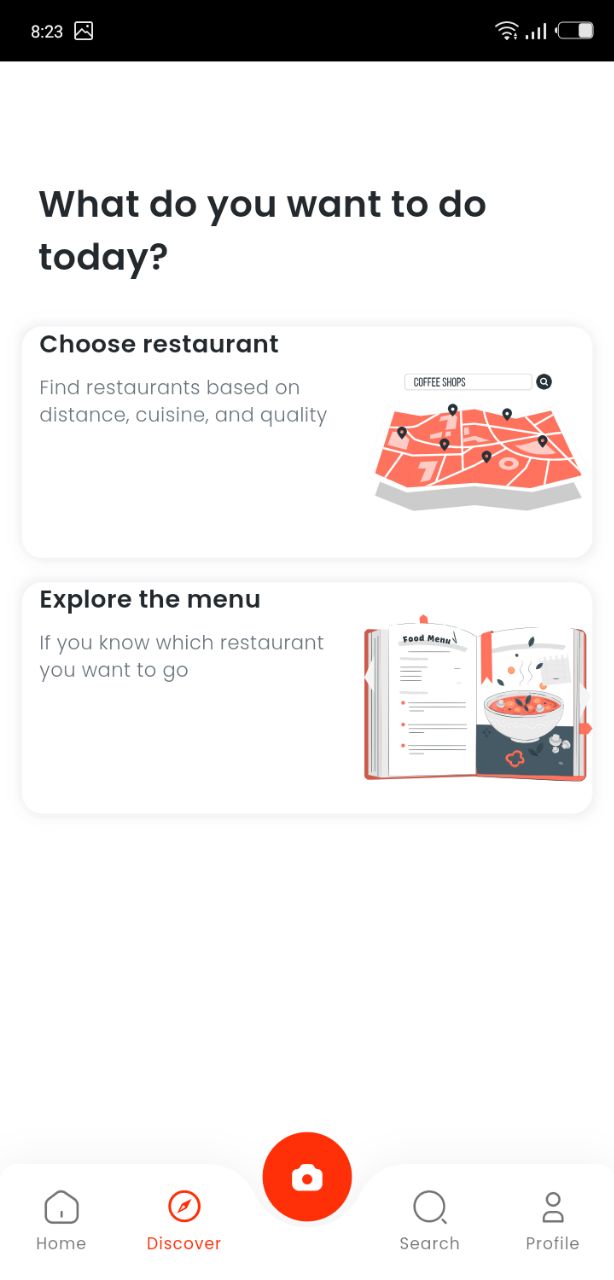 8:23
What do you want to do
today?
Choose restaurant
Find restaurants based on
distance, cuisine, and quality
COFFEE SHOPS
Explore the menu
If you know which restaurant
you want to go
Food Menu
Home
Discover
Search
Profile